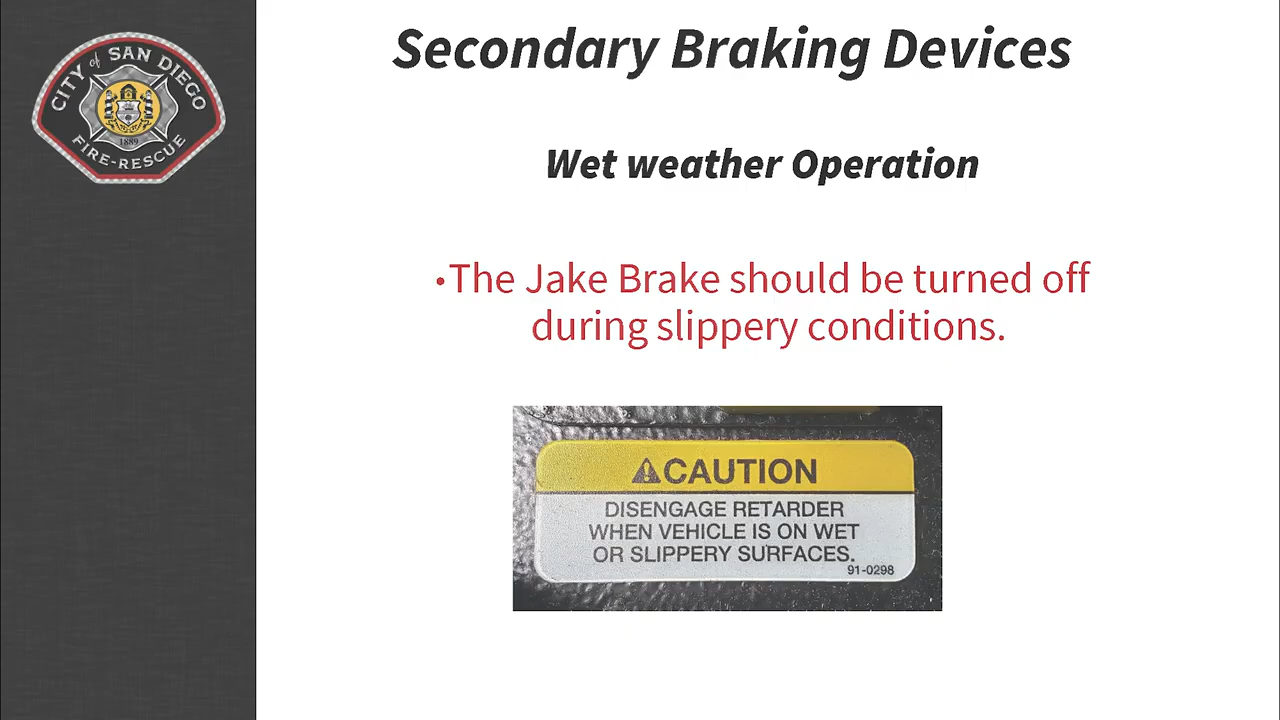 CITY of SAN DIEGO
1889
FIRE-RESCUE
Secondary Braking Devices
Wet weather Operation
•The Jake Brake should be turned off
during slippery conditions.
⚠CAUTION
DISENGAGE RETARDER
WHEN VEHICLE IS ON WET
OR SLIPPERY SURFACES.
91-0298